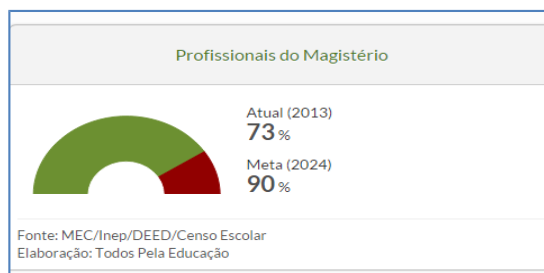 Profissionais do Magistério
Atual (2013)
73 %
Meta (2024)
90 %
Fonte: MEC/Inep/DEED/Censo Escolar
Elaboração: Todos Pela Educação